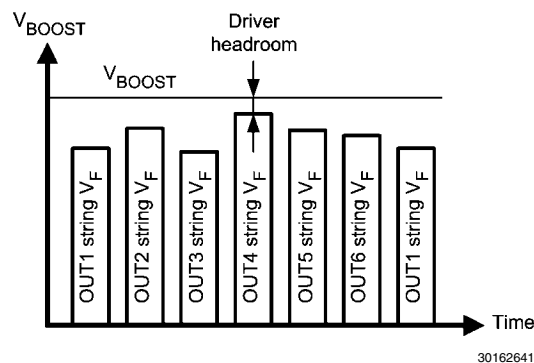 Driver
headroom
VBOOST
VBOOST
OUT1 string VF
OUT2 string VF
OUT3 string VF
OUT4 string VF
OUT5 string VF
OUT6 string VF
OUT1 string VF
Time
30162641